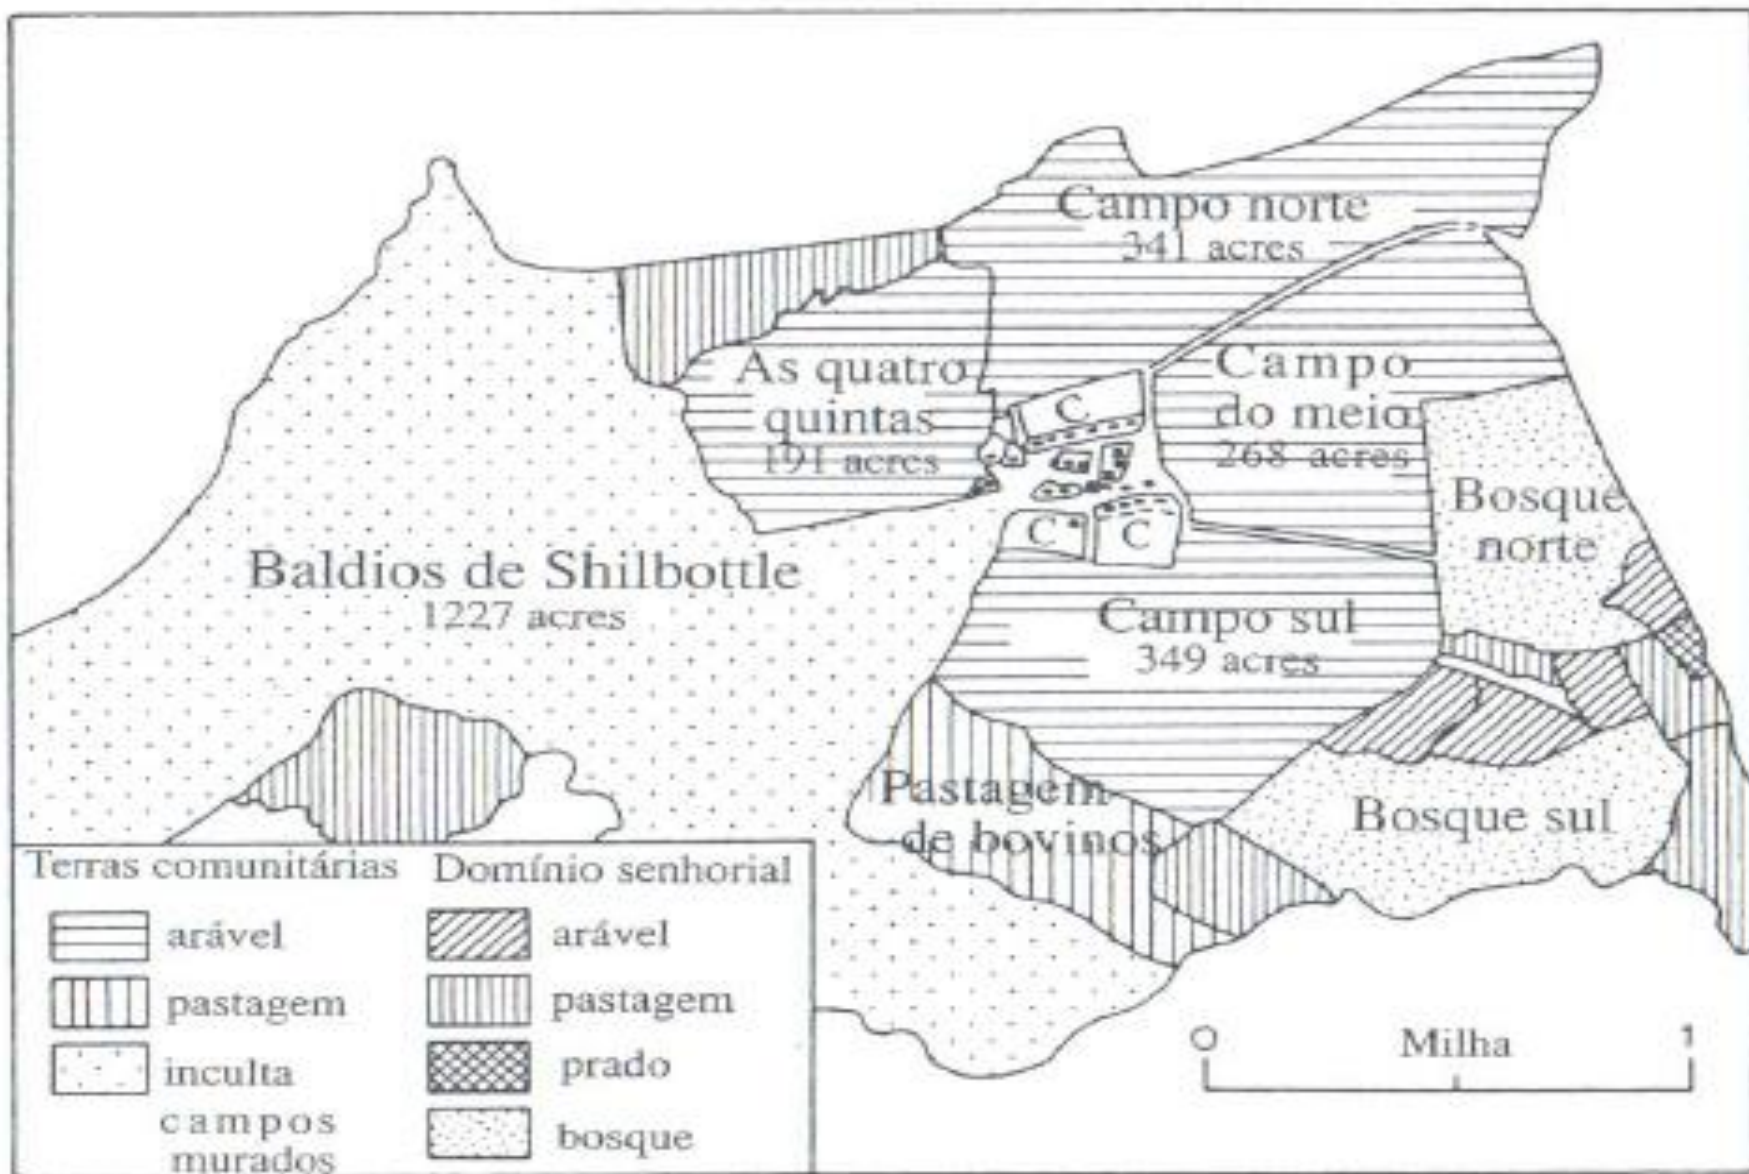 Campo norte
341 acres
As quatro
quintas
191 acres
Campo
do meio
268 acres
C
C
C
Bosque
norte
Baldios de Shilbottle
1227 acres
Campo sul
349 acres
Pastagem
de bovinos
Bosque sul
Terras comunitárias
arável
pastagem
inculta
campos
murados
Domínio senhorial
arável
pastagem
prado
bosque
0 Milha 1